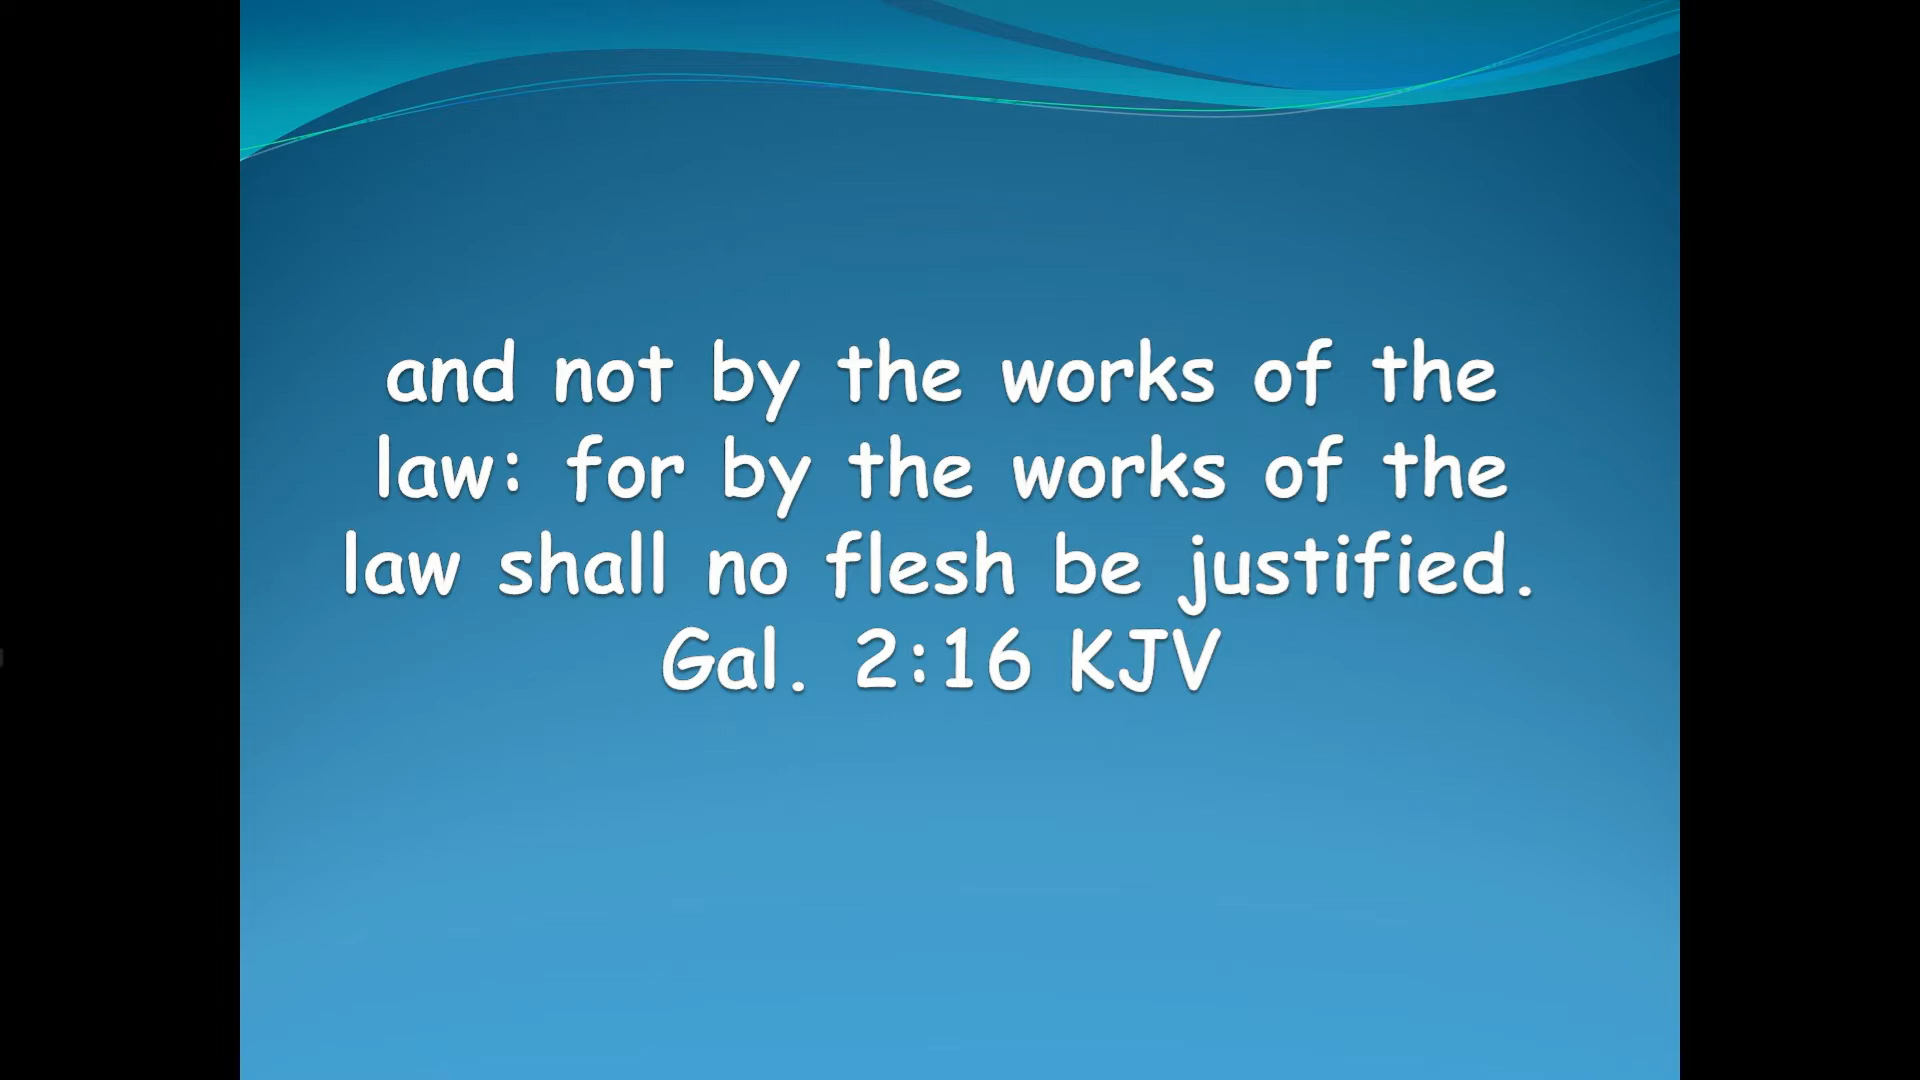 and not by the works of the
law: for by the works of the
law shall no flesh be justified.
Gal. 2:16 KJV